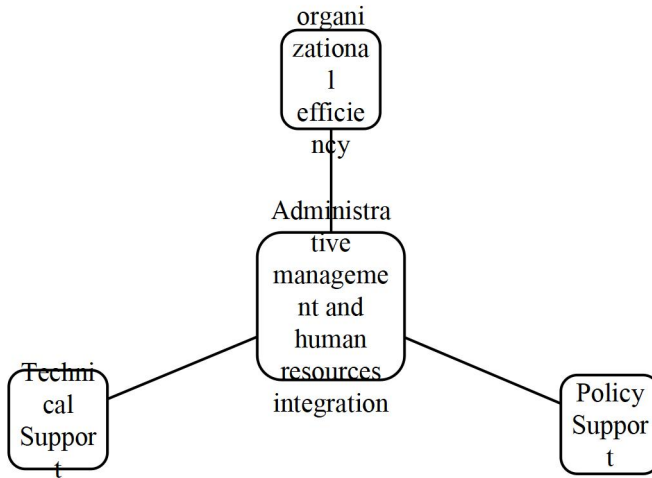 organi
zationa
l
efficie
ncy
Administra
tive
manageme
nt and
human
resources
integration
Techni
cal
Suppor
t
Policy
Suppor
t